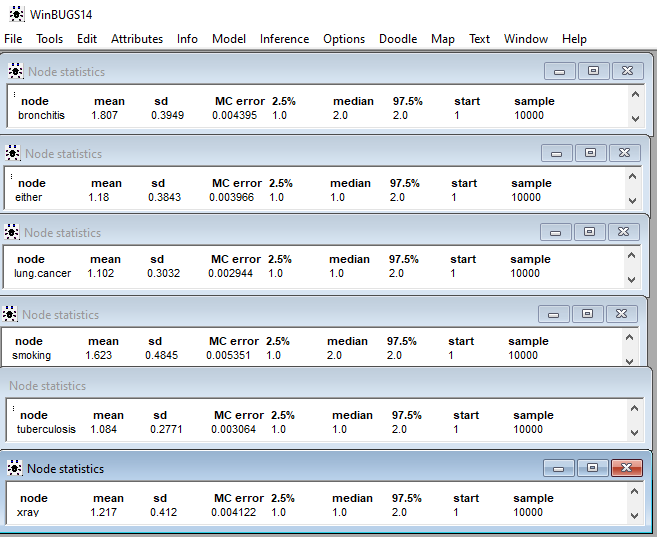 WinBUGS14
File Tools Edit Attributes Info Model Inference Options Doodle Map Text Window Help
Node statistics
node mean sd MC error 2.5% median 97.5% start sample
bronchitis 1.807 0.3949 0.004395 1.0 2.0 2.0 1 10000
Node statistics
node mean sd MC error 2.5% median 97.5% start sample
either 1.18 0.3843 0.003966 1.0 1.0 2.0 1 10000
Node statistics
node mean sd MC error 2.5% median 97.5% start sample
lung.cancer 1.102 0.3032 0.002944 1.0 1.0 2.0 1 10000
Node statistics
node mean sd MC error 2.5% median 97.5% start sample
smoking 1.623 0.4845 0.005351 1.0 2.0 2.0 1 10000
Node statistics
node mean sd MC error 2.5% median 97.5% start sample
tuberculosis 1.084 0.2771 0.003064 1.0 1.0 2.0 1 10000
Node statistics
node mean sd MC error 2.5% median 97.5% start sample
xray 1.217 0.412 0.004122 1.0 1.0 2.0 1 10000